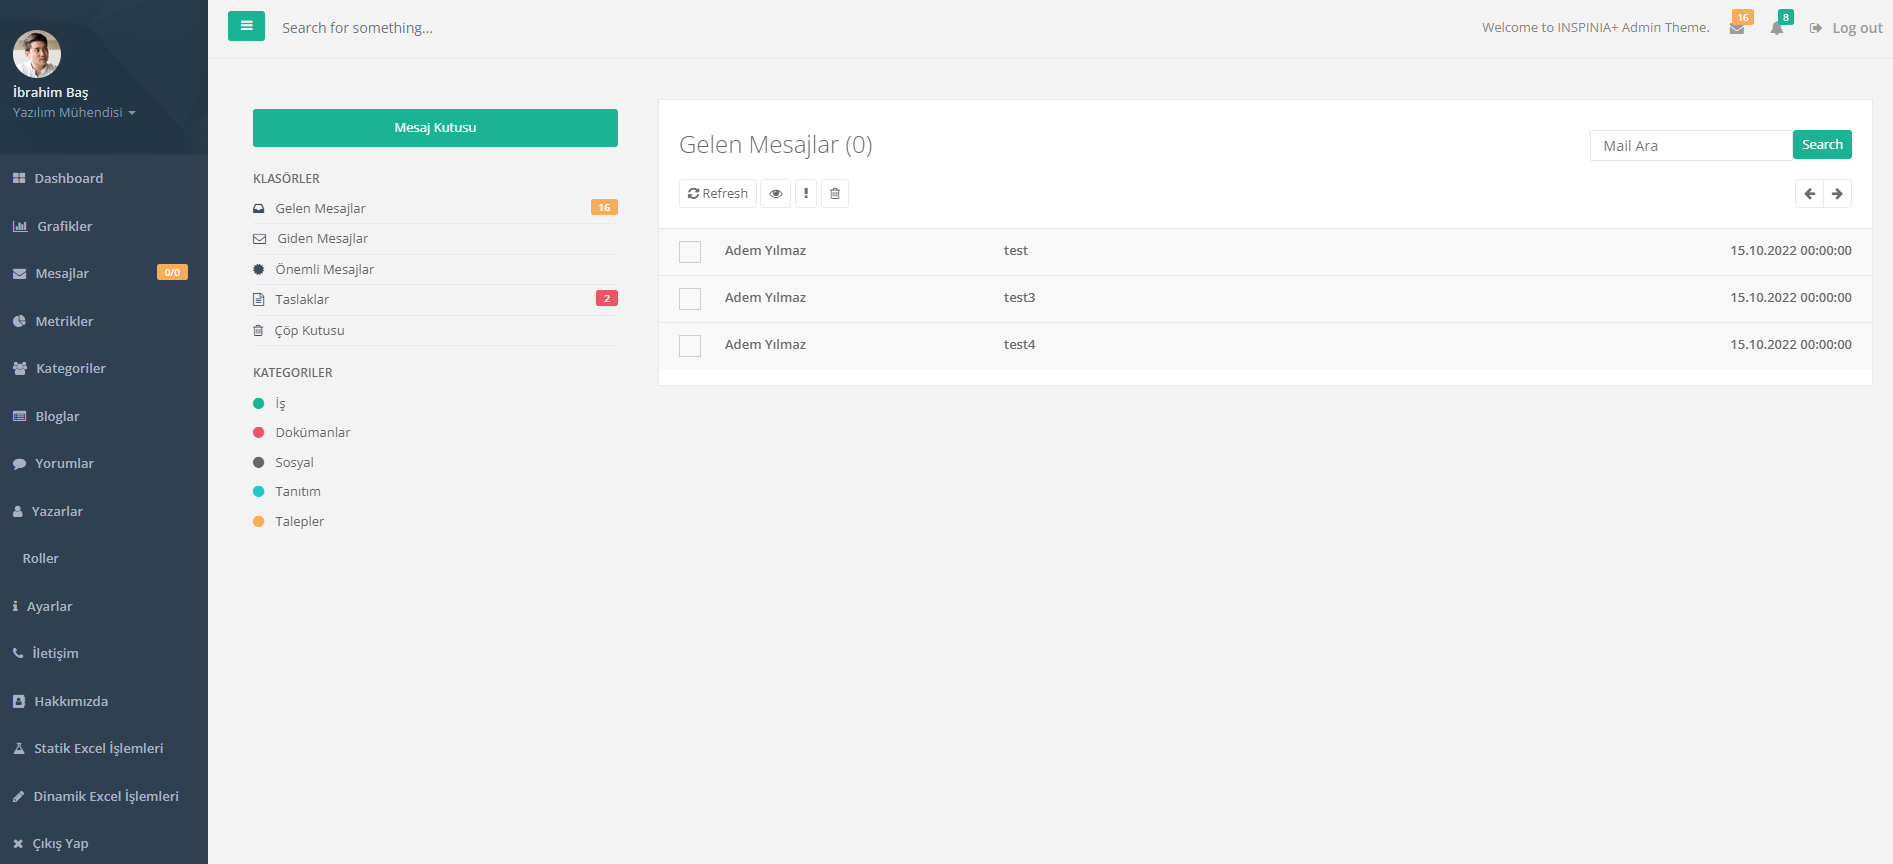 İbrahim Baş
Yazılım Mühendisi
Dashboard
Grafikler
Mesajlar 0/0
Metrikler
Kategoriler
Bloglar
Yorumlar
Yazarlar
Roller
Ayarlar
İletişim
Hakkımızda
Statik Excel İşlemleri
Dinamik Excel İşlemleri
Çıkış Yap
Search for something...
Welcome to INSPINIA+ Admin Theme. 16 8 Log out
Mesaj Kutusu
KLASÖRLER
Gelen Mesajlar 16
Giden Mesajlar
Önemli Mesajlar
Taslaklar 2
Çöp Kutusu
KATEGORILER
İş
Dokümanlar
Sosyal
Tanıtım
Talepler
Gelen Mesajlar (0)
Mail Ara Search
Refresh
Adem Yılmaz test 15.10.2022 00:00:00
Adem Yılmaz test3 15.10.2022 00:00:00
Adem Yılmaz test4 15.10.2022 00:00:00